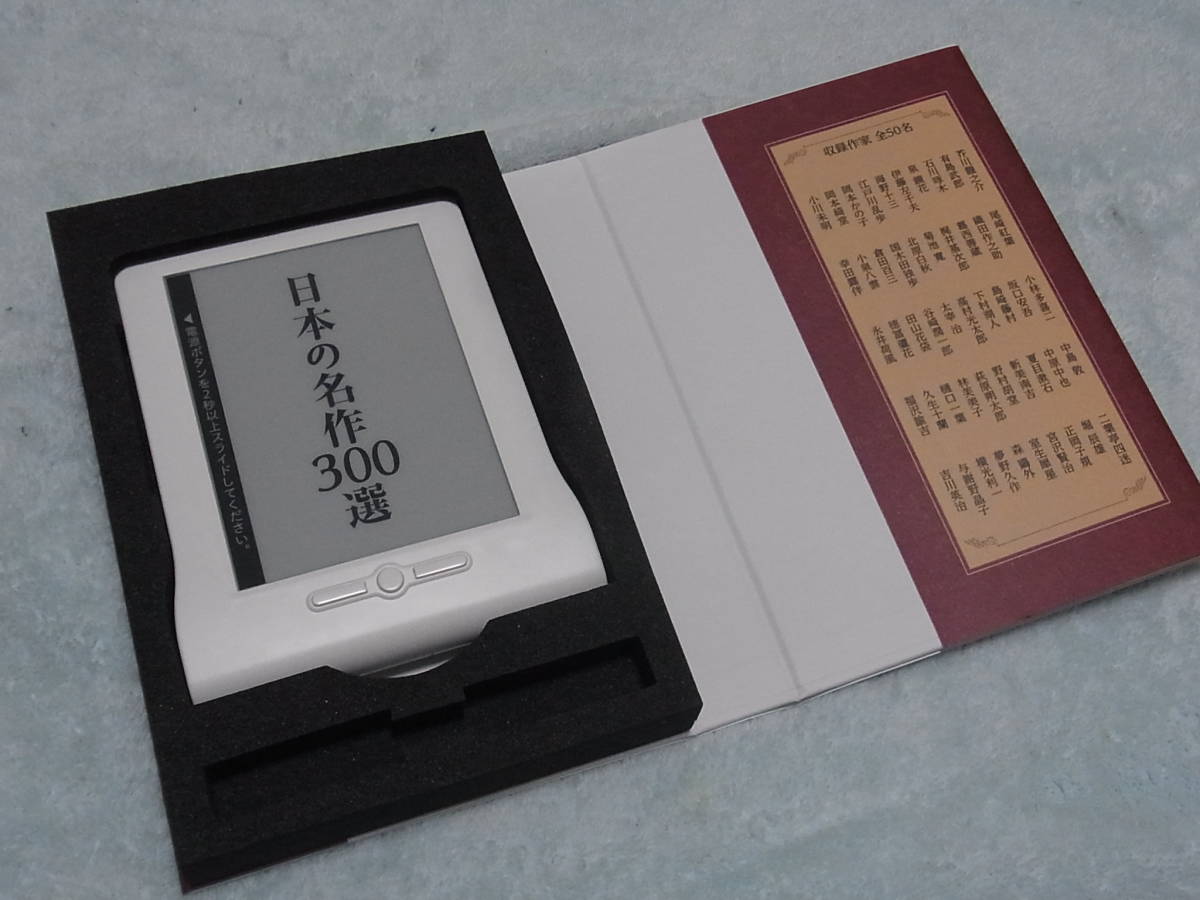 日本の名作300選
◀電源ボタンを2秒以上スライドしてください。
収録作家 全50名
芥川龍之介
有島武郎
石川啄木
泉 鏡花
伊藤左千夫
海野十三
江戸川乱歩
岡本かの子
岡本綺堂
小川未明
尾崎紅葉
織田作之助
葛西善蔵
梶井基次郎
菊池 寛
北原白秋
国木田独歩
倉田百三
小泉八雲
幸田露伴
小林多喜二
坂口安吾
島崎藤村
下村湖人
高村光太郎
太宰 治
谷崎潤一郎
田山花袋
徳冨蘆花
永井荷風
中島 敦
中原中也
夏目漱石
新美南吉
野村胡堂
萩原朔太郎
林芙美子
樋口一葉
久生十蘭
福沢諭吉
二葉亭四迷
堀 辰雄
正岡子規
宮沢賢治
室生犀星
森 鷗外
夢野久作
横光利一
与謝野晶子
吉川英治